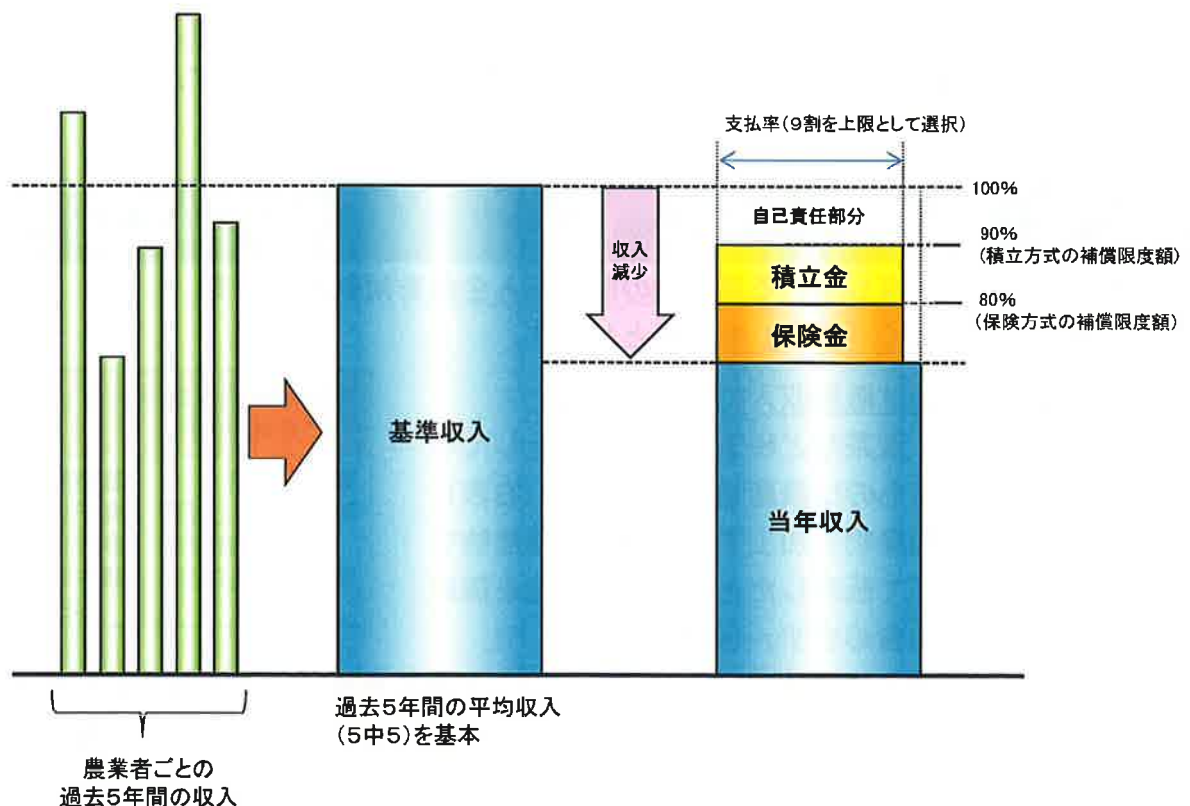 支払率(9割を上限として選択)
100%
自己責任部分
90%
(積立方式の補償限度額)
収入
減少
積立金
80%
(保険方式の補償限度額)
保険金
基準収入
当年収入
過去5年間の平均収入
(5中5)を基本
農業者ごとの
過去5年間の収入